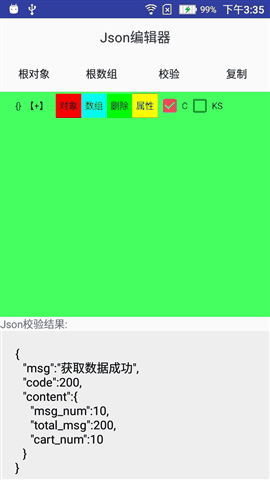 99% 下午3:35
Json编辑器
根对象 根数组 校验 复制
{} 【+】 对象 数组 删除 属性 C KS
Json校验结果:
{
"msg":"获取数据成功",
"code":200,
"content":{
"msg_num":10,
"total_msg":200,
"cart_num":10
}
}